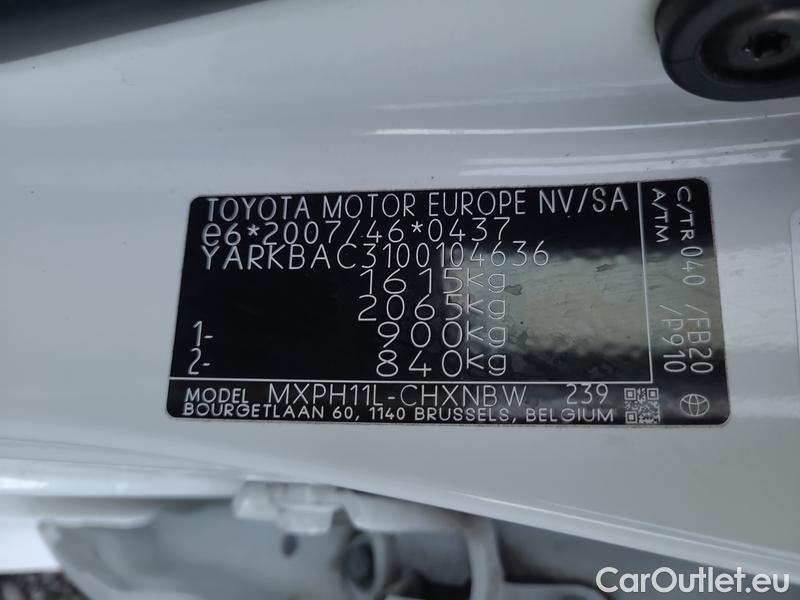 TOYOTA MOTOR EUROPE NV/SA
e6*2007/46*0437
YARKBAC3100104636
1615kg
2065kg
1- 900kg
2- 840kg
MODEL MXPH11L-CHXNBW 239
BOURGETLAAN 60, 1140 BRUSSELS, BELGIUM
C/TR 040 /FB20
A/TM /P910
CarOutlet.eu